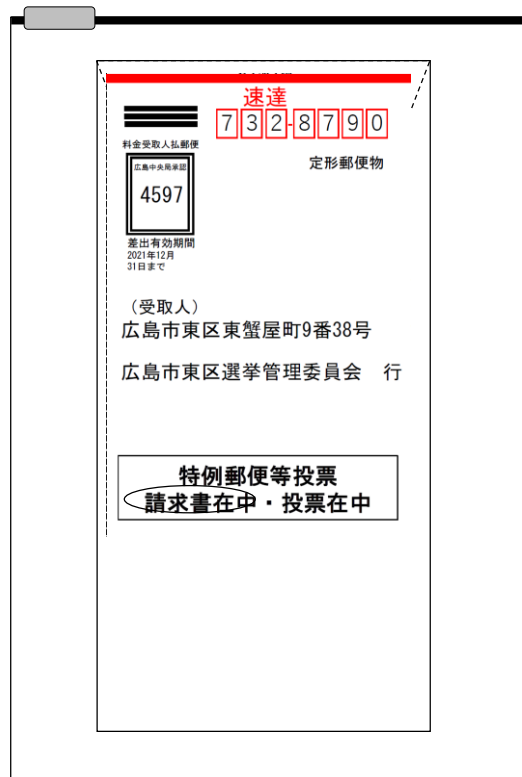 速達
732-8790
料金受取人払郵便
定形郵便物
広島中央局承認
4597
差出有効期間
2021年12月
31日まで
（受取人）
広島市東区東蟹屋町9番38号
広島市東区選挙管理委員会　行
特例郵便等投票
請求書在中・投票在中